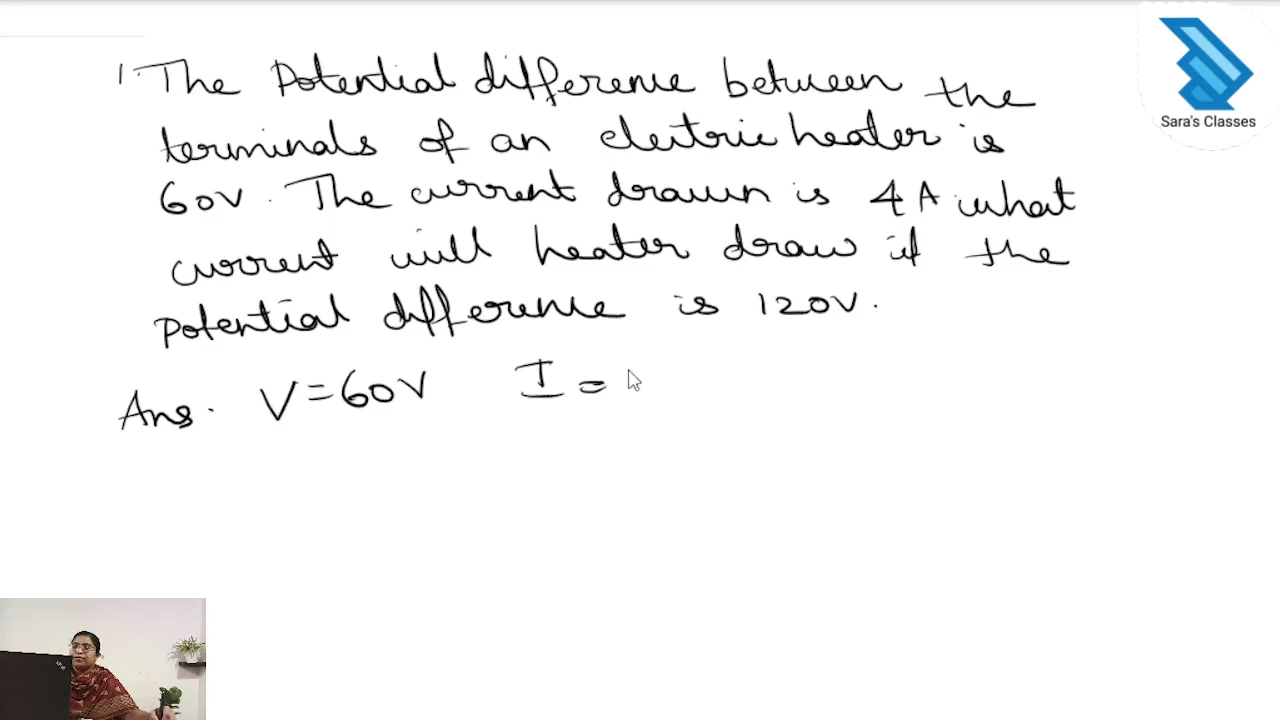 1. The Potential difference between the
terminals of an electric heater is
60V. The current drawn is 4A what
current will heater draw if the
potential difference is 120V.
Ans. V=60V I =
Sara's Classes